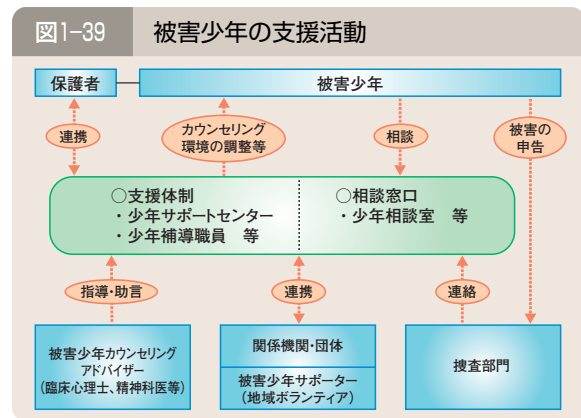 図1-39 被害少年の支援活動
保護者
被害少年
連携
カウンセリング
環境の調整等
相談
被害の
申告
○支援体制
・少年サポートセンター
・少年補導職員 等
○相談窓口
・少年相談室 等
指導・助言
連携
連絡
被害少年カウンセリング
アドバイザー
(臨床心理士、精神科医等)
関係機関・団体
被害少年サポーター
(地域ボランティア)
捜査部門